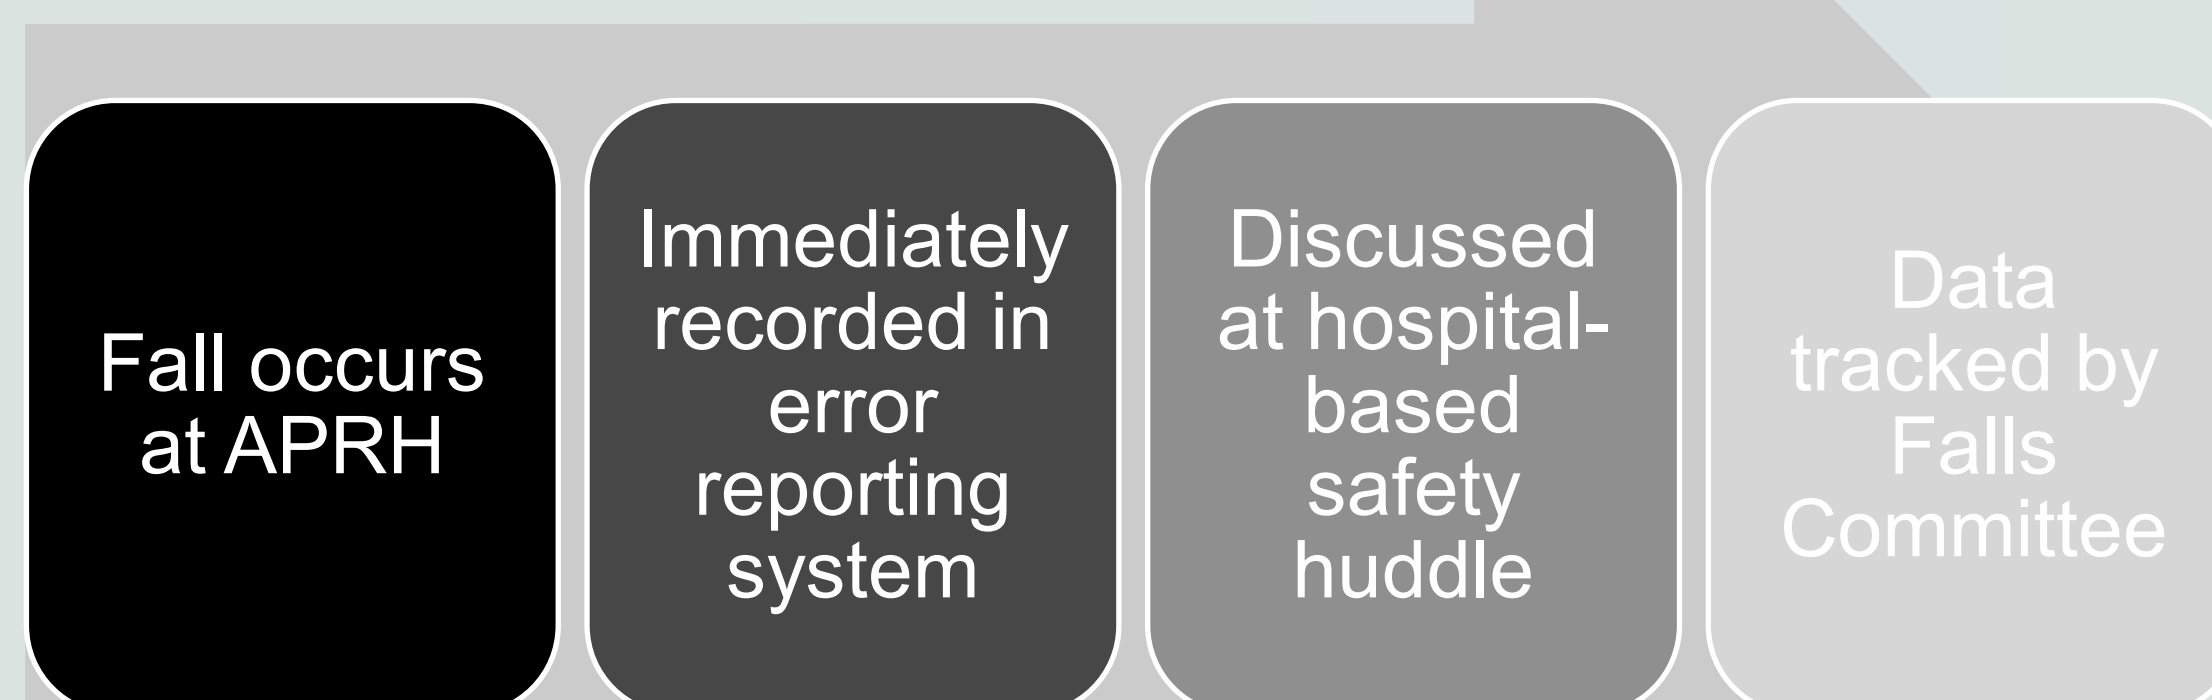 Fall occurs
at APRH
Immediately
recorded in
error
reporting
system
Discussed
at hospital-
based
safety
huddle
Data
tracked by
Falls
Committee